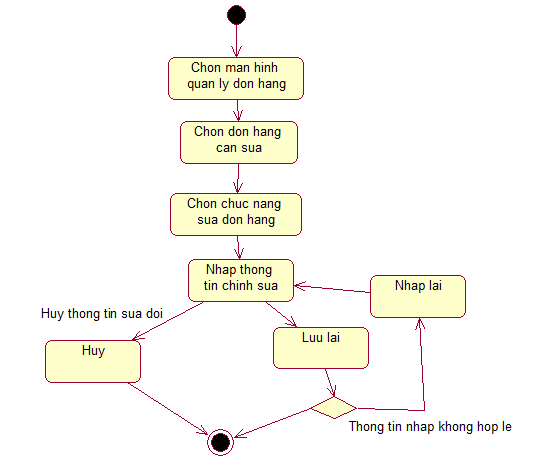 Chon man hinh
quan ly don hang
Chon don hang
can sua
Chon chuc nang
sua don hang
Nhap thong
tin chinh sua
Nhap lai
Huy thong tin sua doi
Luu lai
Huy
Thong tin nhap khong hop le